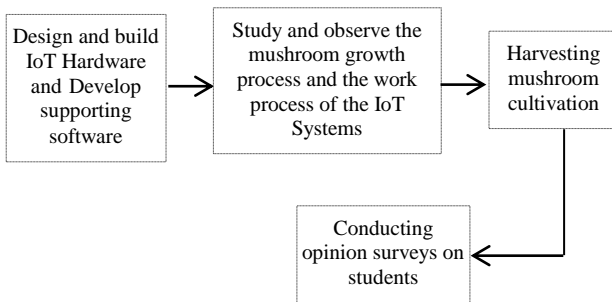 Design and build
IoT Hardware
and Develop
supporting
software
Study and observe the
mushroom growth
process and the work
process of the IoT
Systems
Harvesting
mushroom
cultivation
Conducting
opinion surveys on
students